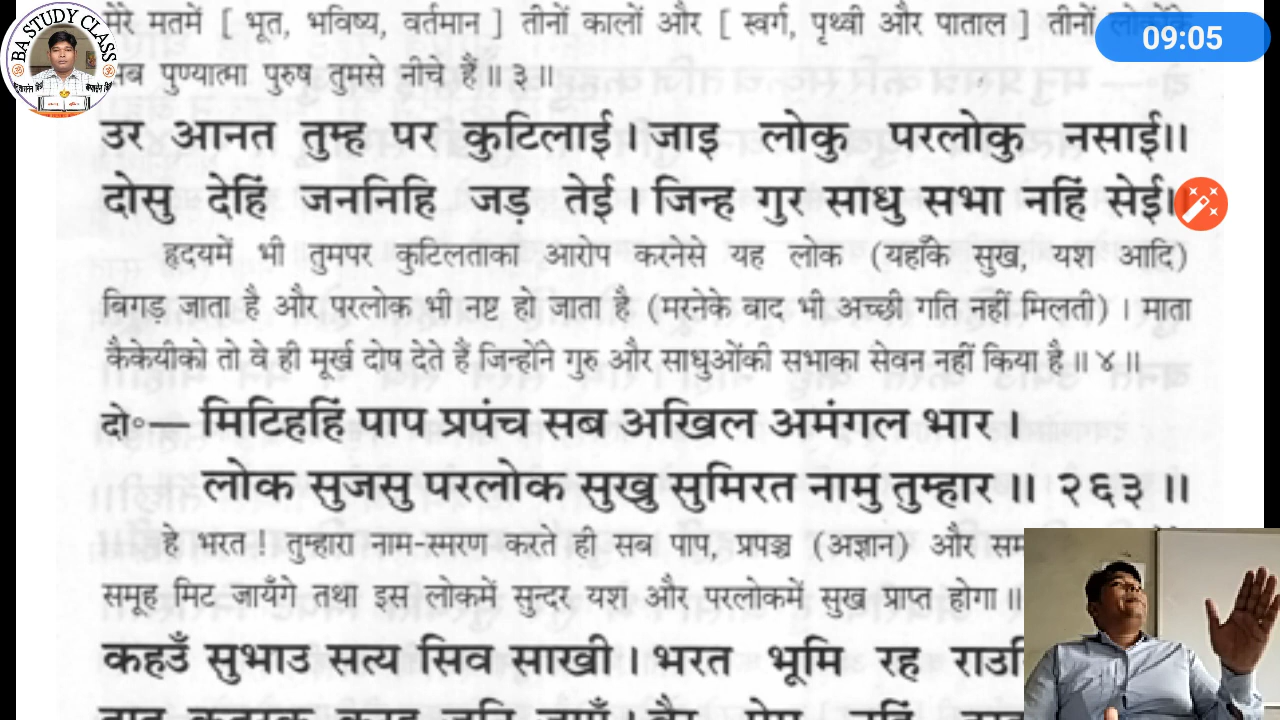 मेरे मतमें [ भूत, भविष्य, वर्तमान ] तीनों कालों और [ स्वर्ग, पृथ्वी और पाताल ] तीनों लोकोंके
09:05
BA STUDY CLASS
सब पुण्यात्मा पुरुष तुमसे नीचे हैं॥ ३॥
उर आनत तुम्ह पर कुटिलाई। जाइ लोकु परलोकु नसाई॥
दोसु देहिं जननिहि जड़ तेई। जिन्ह गुर साधु सभा नहिं सेई॥
हृदयमें भी तुमपर कुटिलताका आरोप करनेसे यह लोक (यहाँके सुख, यश आदि)
बिगड़ जाता है और परलोक भी नष्ट हो जाता है (मरनेके बाद भी अच्छी गति नहीं मिलती) । माता
कैकेयीको तो वे ही मूर्ख दोष देते हैं जिन्होंने गुरु और साधुओंकी सभाका सेवन नहीं किया है॥ ४॥
दो०— मिटिहहिं पाप प्रपंच सब अखिल अमंगल भार ।
लोक सुजसु परलोक सुखु सुमिरत नामु तुम्हार॥ २६३॥
हे भरत! तुम्हारा नाम-स्मरण करते ही सब पाप, प्रपञ्च (अज्ञान) और
समूह मिट जायँगे तथा इस लोकमें सुन्दर यश और परलोकमें सुख प्राप्त होगा॥
कहउँ सुभाउ सत्य सिव साखी। भरत भूमि रह